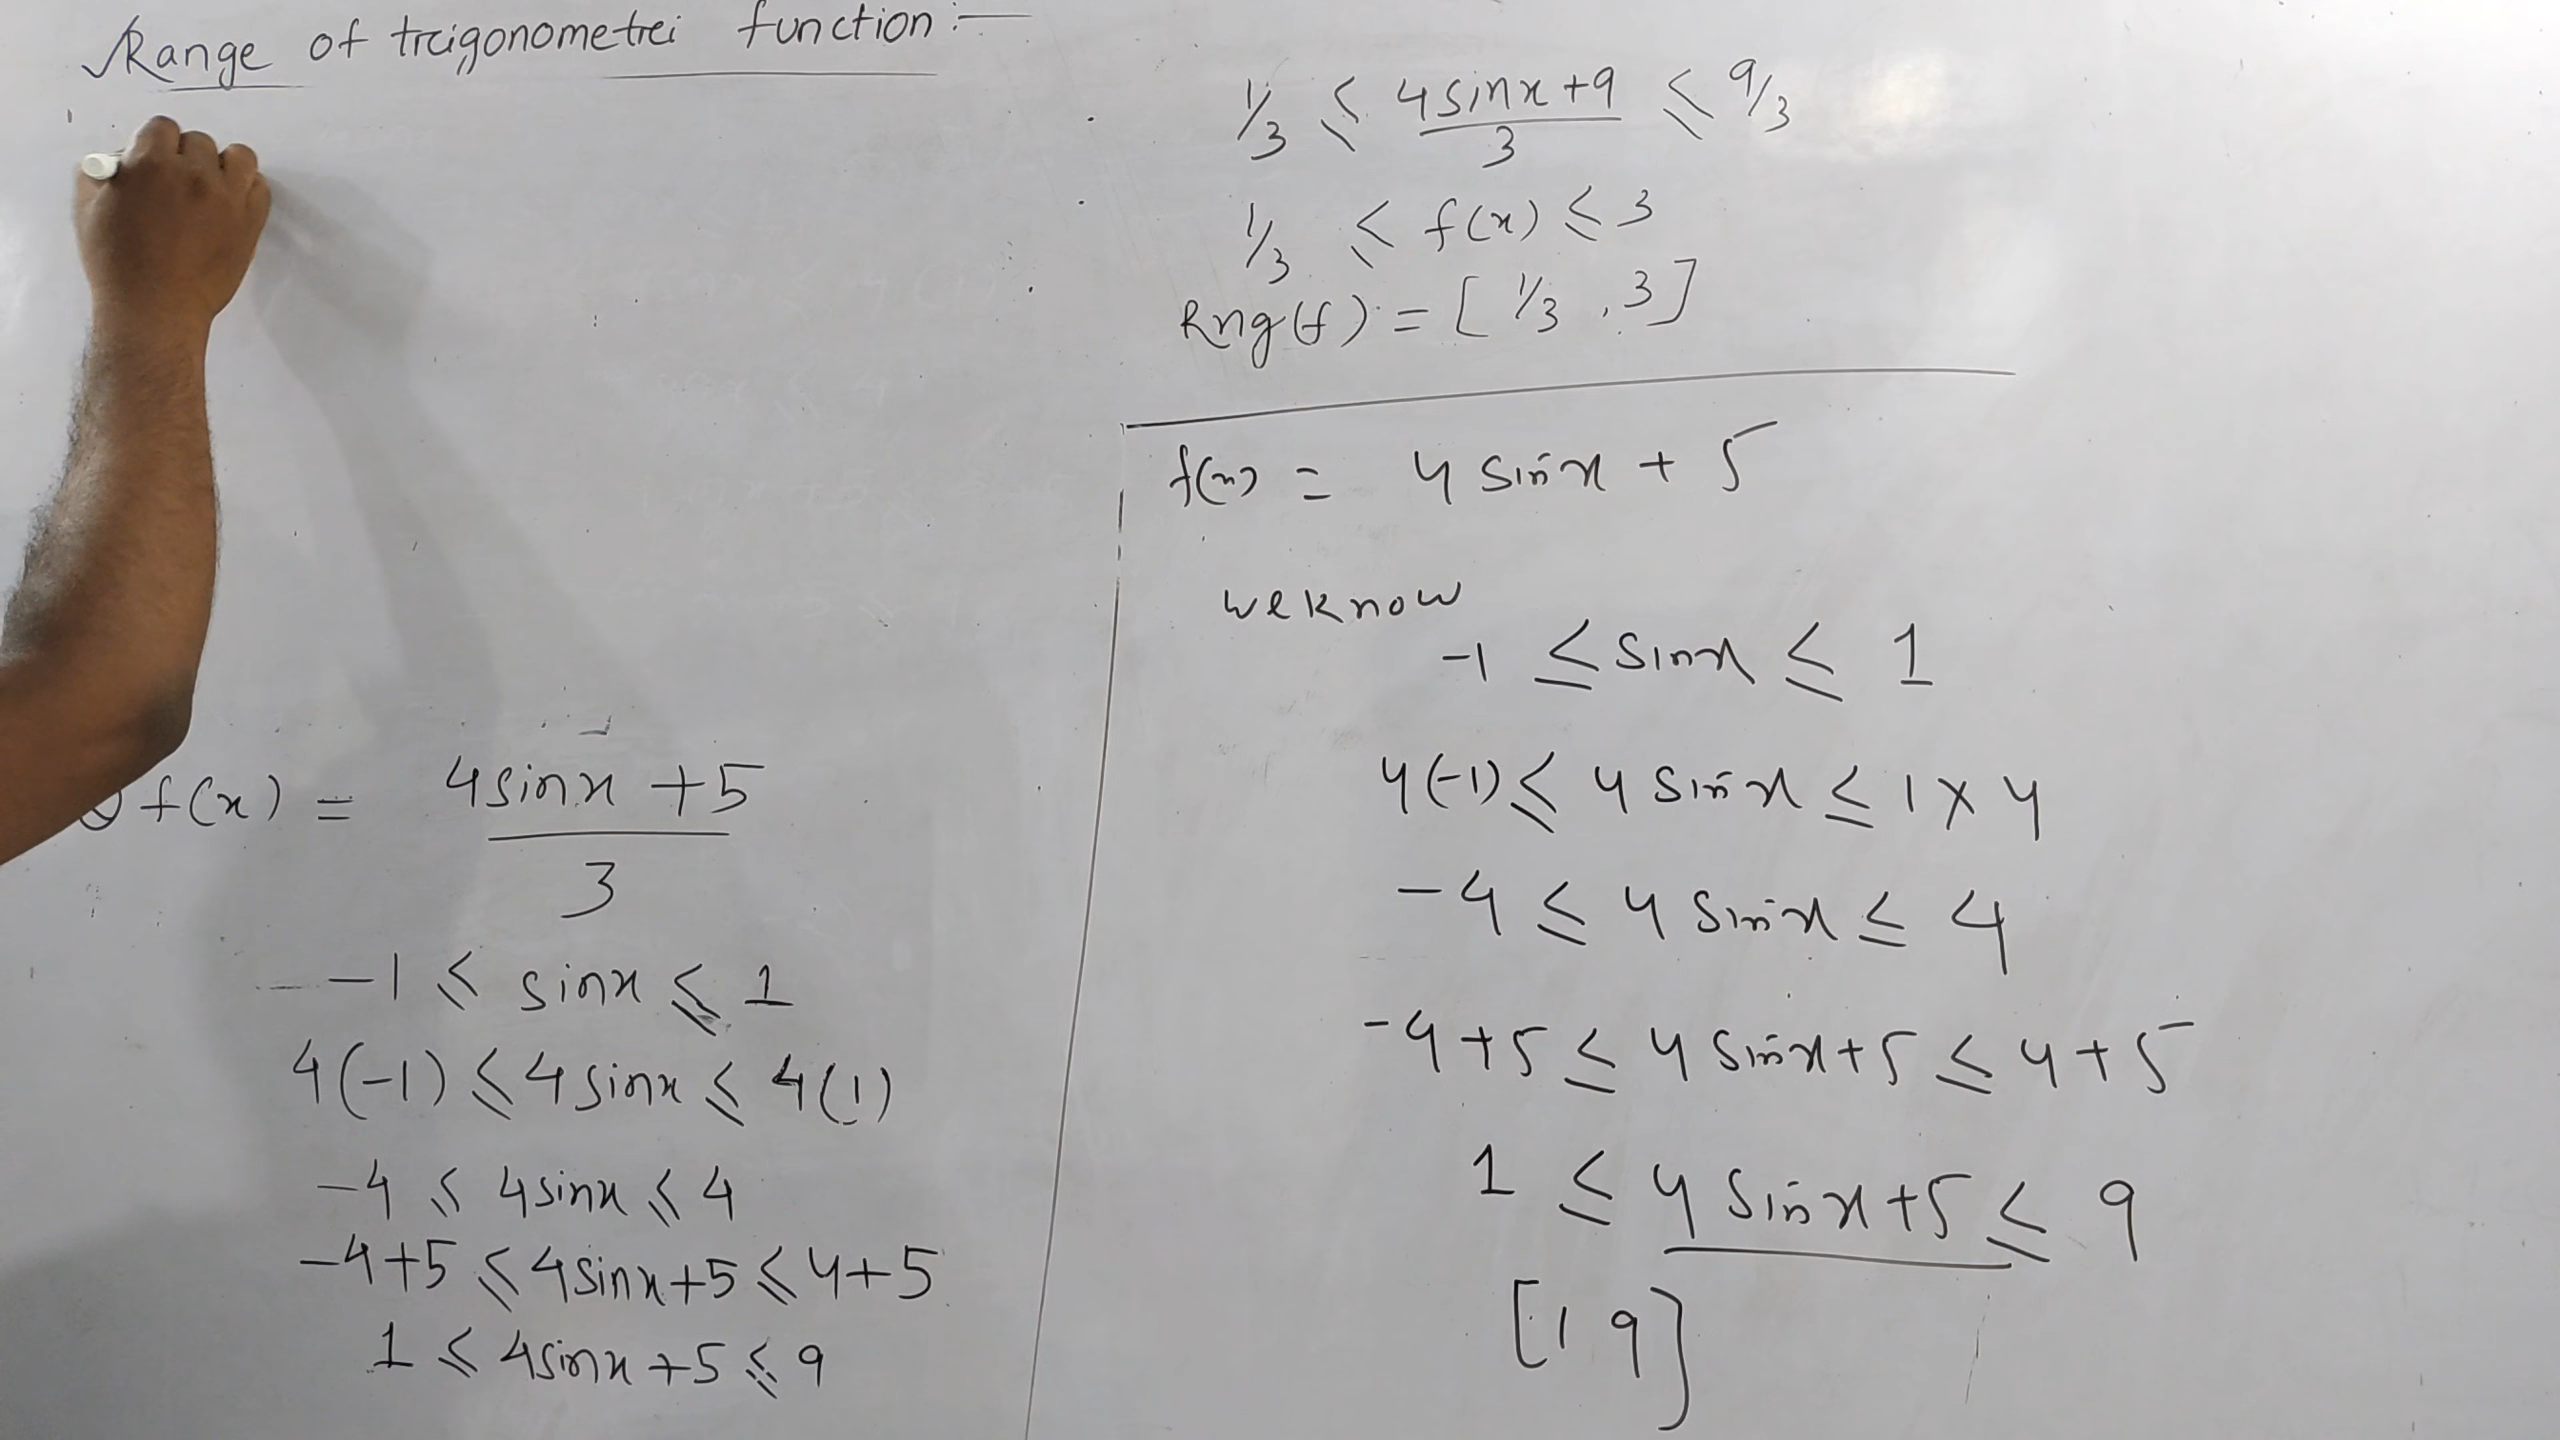 √Range of trigonometri function :—
f(x) = 4sinx +5 / 3
-1 ≤ sinx ≤ 1
4(-1) ≤ 4sinx ≤ 4(1)
-4 ≤ 4sinx ≤ 4
-4+5 ≤ 4sinx+5 ≤ 4+5
1 ≤ 4sinx+5 ≤ 9
1/3 ≤ 4sinx+9 / 3 ≤ 9/3
1/3 ≤ f(x) ≤ 3
Rng(f) = [ 1/3 , 3]
f(x) = 4 sinx + 5
we know
-1 ≤ sinx ≤ 1
4(-1) ≤ 4 sinx ≤ 1 × 4
-4 ≤ 4 sinx ≤ 4
-4+5 ≤ 4 sinx+5 ≤ 4+5
1 ≤ 4 sinx+5 ≤ 9
[1 9]